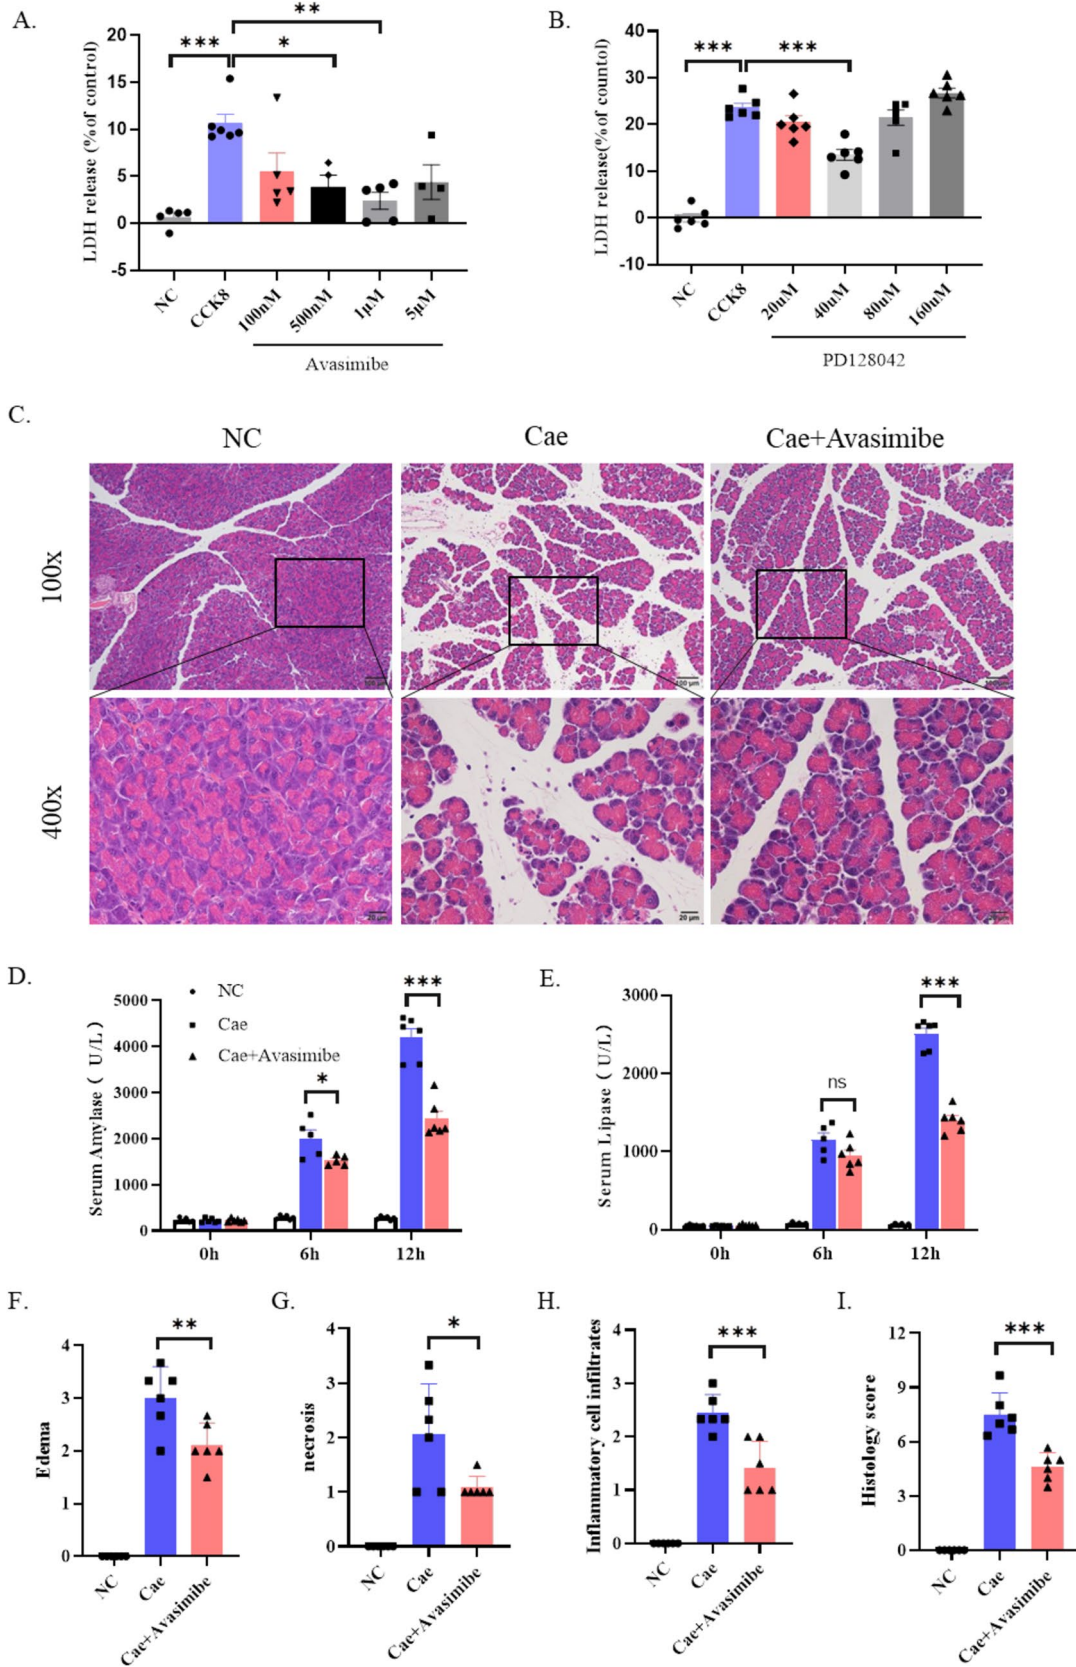 A.
LDH release (% of control)
20
15
10
5
0
-5
***
**
*
NC
CCK8
100nM
500nM
1μM
5μM
Avasimibe
B.
LDH release(% of countol)
40
30
20
10
0
-10
***
***
NC
CCK8
20uM
40uM
80uM
160uM
PD128042
C.
NC
Cae
Cae+Avasimibe
100x
400x
20 μm
20 μm
D.
NC
Cae
Cae+Avasimibe
Serum Amylase ( U/L)
5000
4000
3000
2000
1000
0
*
***
0h
6h
12h
E.
Serum Lipase ( U/L)
3000
2000
1000
0
ns
***
0h
6h
12h
F.
Edema
4
3
2
1
0
**
NC
Cae
Cae+Avasimibe
G.
necrosis
4
3
2
1
0
*
NC
Cae
Cae+Avasimibe
H.
Inflammatory cell infiltrates
4
3
2
1
0
***
NC
Cae
Cae+Avasimibe
I.
Histology score
12
9
6
3
0
***
NC
Cae
Cae+Avasimibe